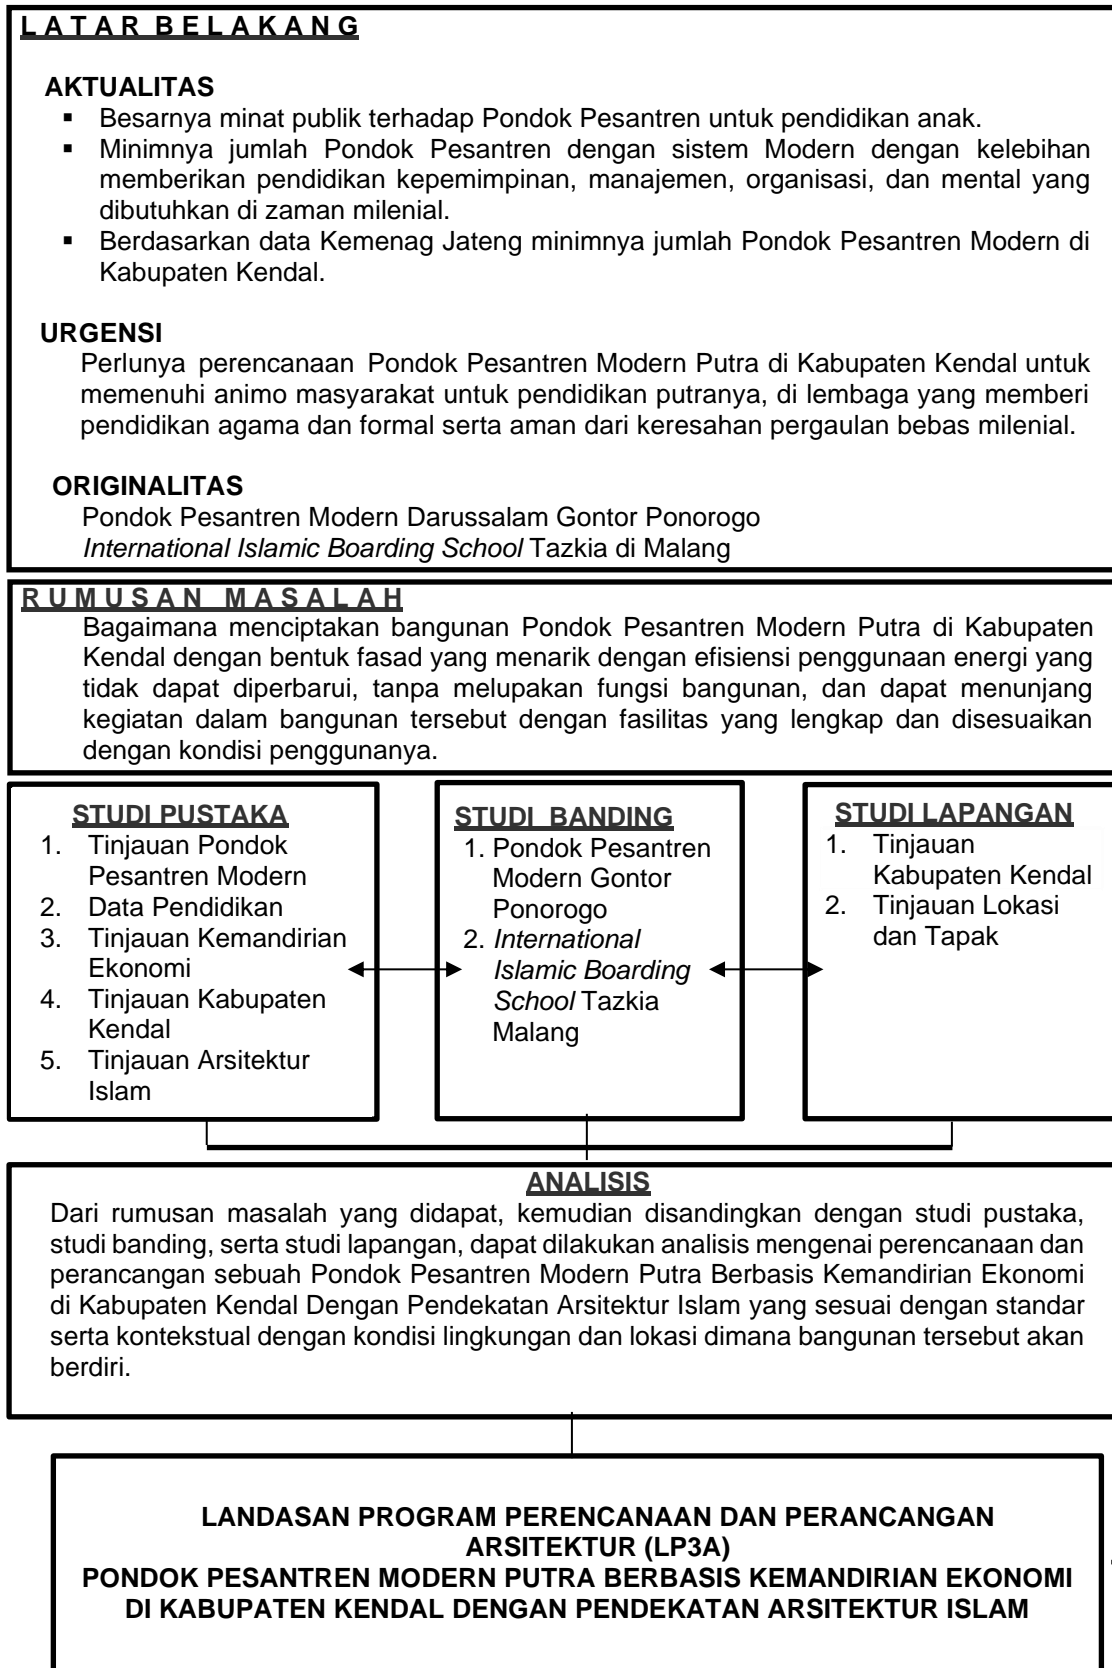 LATAR BELAKANG
AKTUALITAS
▪ Besarnya minat publik terhadap Pondok Pesantren untuk pendidikan anak.
▪ Minimnya jumlah Pondok Pesantren dengan sistem Modern dengan kelebihan
memberikan pendidikan kepemimpinan, manajemen, organisasi, dan mental yang
dibutuhkan di zaman milenial.
▪ Berdasarkan data Kemenag Jateng minimnya jumlah Pondok Pesantren Modern di
Kabupaten Kendal.
URGENSI
Perlunya perencanaan Pondok Pesantren Modern Putra di Kabupaten Kendal untuk
memenuhi animo masyarakat untuk pendidikan putranya, di lembaga yang memberi
pendidikan agama dan formal serta aman dari keresahan pergaulan bebas milenial.
ORIGINALITAS
Pondok Pesantren Modern Darussalam Gontor Ponorogo
International Islamic Boarding School Tazkia di Malang
RUMUSAN MASALAH
Bagaimana menciptakan bangunan Pondok Pesantren Modern Putra di Kabupaten
Kendal dengan bentuk fasad yang menarik dengan efisiensi penggunaan energi yang
tidak dapat diperbarui, tanpa melupakan fungsi bangunan, dan dapat menunjang
kegiatan dalam bangunan tersebut dengan fasilitas yang lengkap dan disesuaikan
dengan kondisi penggunanya.
STUDI PUSTAKA
1. Tinjauan Pondok
Pesantren Modern
2. Data Pendidikan
3. Tinjauan Kemandirian
Ekonomi
4. Tinjauan Kabupaten
Kendal
5. Tinjauan Arsitektur
Islam
STUDI BANDING
1. Pondok Pesantren
Modern Gontor
Ponorogo
2. International
Islamic Boarding
School Tazkia
Malang
STUDI LAPANGAN
1. Tinjauan
Kabupaten Kendal
2. Tinjauan Lokasi
dan Tapak
ANALISIS
Dari rumusan masalah yang didapat, kemudian disandingkan dengan studi pustaka,
studi banding, serta studi lapangan, dapat dilakukan analisis mengenai perencanaan dan
perancangan sebuah Pondok Pesantren Modern Putra Berbasis Kemandirian Ekonomi
di Kabupaten Kendal Dengan Pendekatan Arsitektur Islam yang sesuai dengan standar
serta kontekstual dengan kondisi lingkungan dan lokasi dimana bangunan tersebut akan
berdiri.
LANDASAN PROGRAM PERENCANAAN DAN PERANCANGAN
ARSITEKTUR (LP3A)
PONDOK PESANTREN MODERN PUTRA BERBASIS KEMANDIRIAN EKONOMI
DI KABUPATEN KENDAL DENGAN PENDEKATAN ARSITEKTUR ISLAM